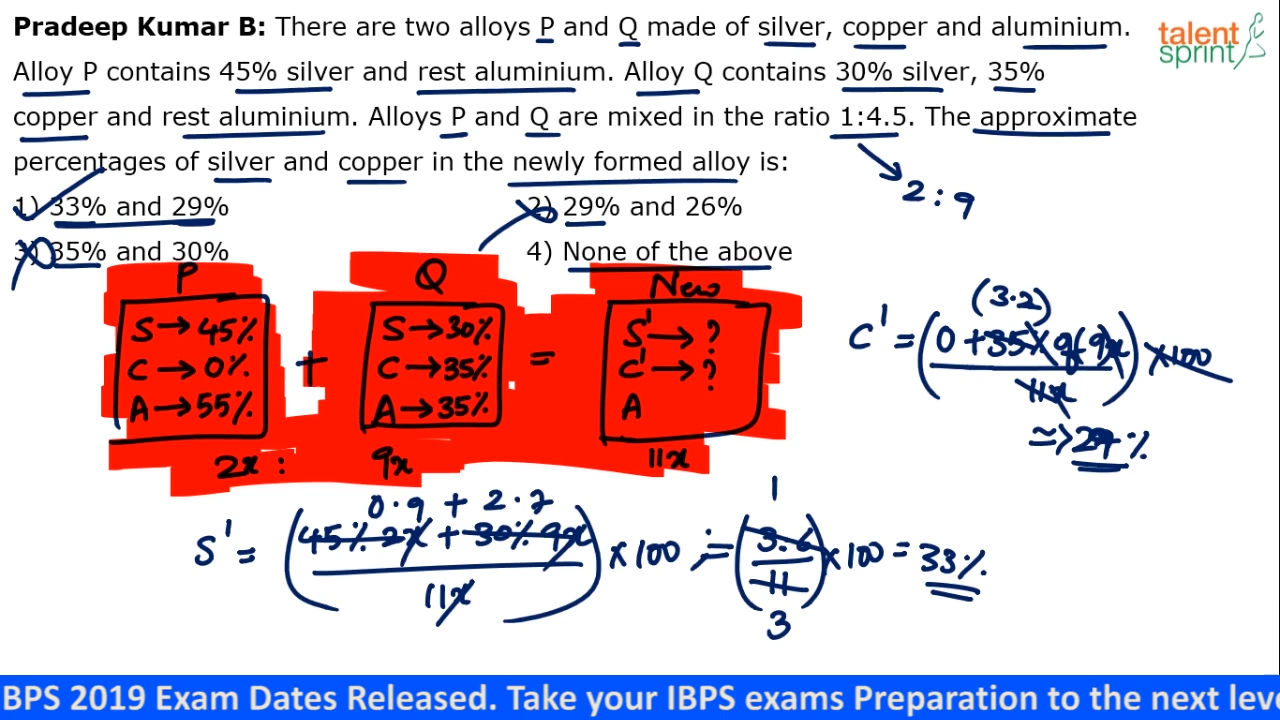 Pradeep Kumar B: There are two alloys P and Q made of silver, copper and aluminium.
talent
sprint
Alloy P contains 45% silver and rest aluminium. Alloy Q contains 30% silver, 35%
copper and rest aluminium. Alloys P and Q are mixed in the ratio 1:4.5. The approximate
percentages of silver and copper in the newly formed alloy is:
2:9
1) 33% and 29%
2) 29% and 26%
3) 35% and 30%
4) None of the above
P
Q
New
S→45%
C→0%
A→55%
+
S→30%
C→35%
A→35%
=
S'→?
C'→?
A
2x :
9x
11x
(3.2)
C' = (0+35% 9x) ×100
11x
≃>29%
0.9 + 2.7
S' = (45% 2x + 30% 9x) ×100 ; = (3.6) ×100 = 33%
11x
1
11
3
BPS 2019 Exam Dates Released. Take your IBPS exams Preparation to the next leve